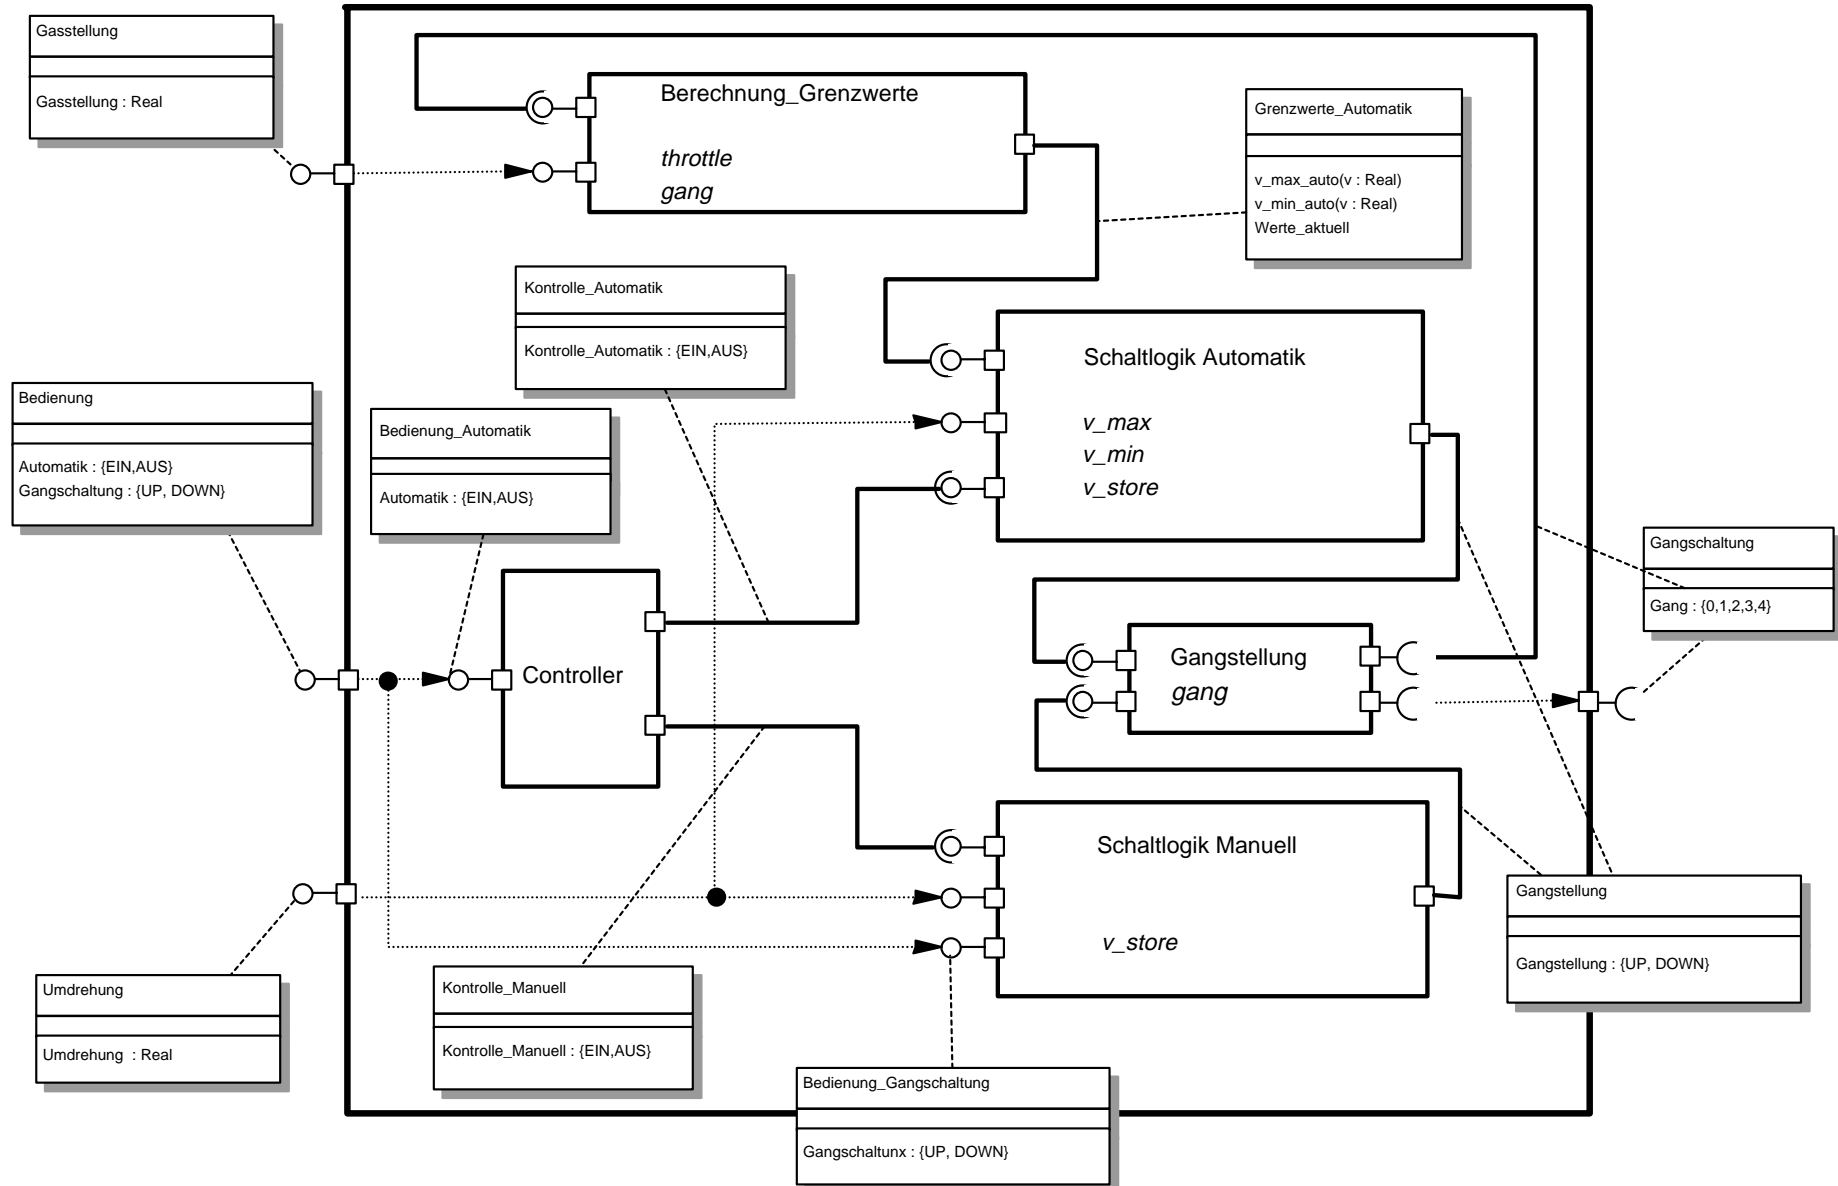 Gasstellung
Gasstellung : Real
Berechnung_Grenzwerte
throttle
gang
Grenzwerte_Automatik
v_max_auto(v : Real)
v_min_auto(v : Real)
Werte_aktuell
Kontrolle_Automatik
Kontrolle_Automatik : {EIN,AUS}
Schaltlogik Automatik
v_max
v_min
v_store
Bedienung
Automatik : {EIN,AUS}
Gangschaltung : {UP, DOWN}
Bedienung_Automatik
Automatik : {EIN,AUS}
Gangschaltung
Gang : {0,1,2,3,4}
Controller
Gangstellung
gang
Schaltlogik Manuell
v_store
Gangstellung
Gangstellung : {UP, DOWN}
Umdrehung
Umdrehung : Real
Kontrolle_Manuell
Kontrolle_Manuell : {EIN,AUS}
Bedienung_Gangschaltung
Gangschaltunx : {UP, DOWN}